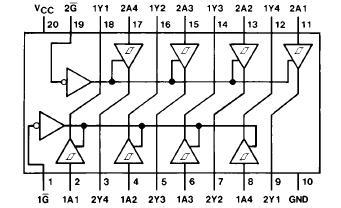 VCC 2G̅ 1Y1 2A4 1Y2 2A3 1Y3 2A2 1Y4 2A1
20 19 18 17 16 15 14 13 12 11
1 2 3 4 5 6 7 8 9 10
1G̅ 1A1 2Y4 1A2 2Y3 1A3 2Y2 1A4 2Y1 GND